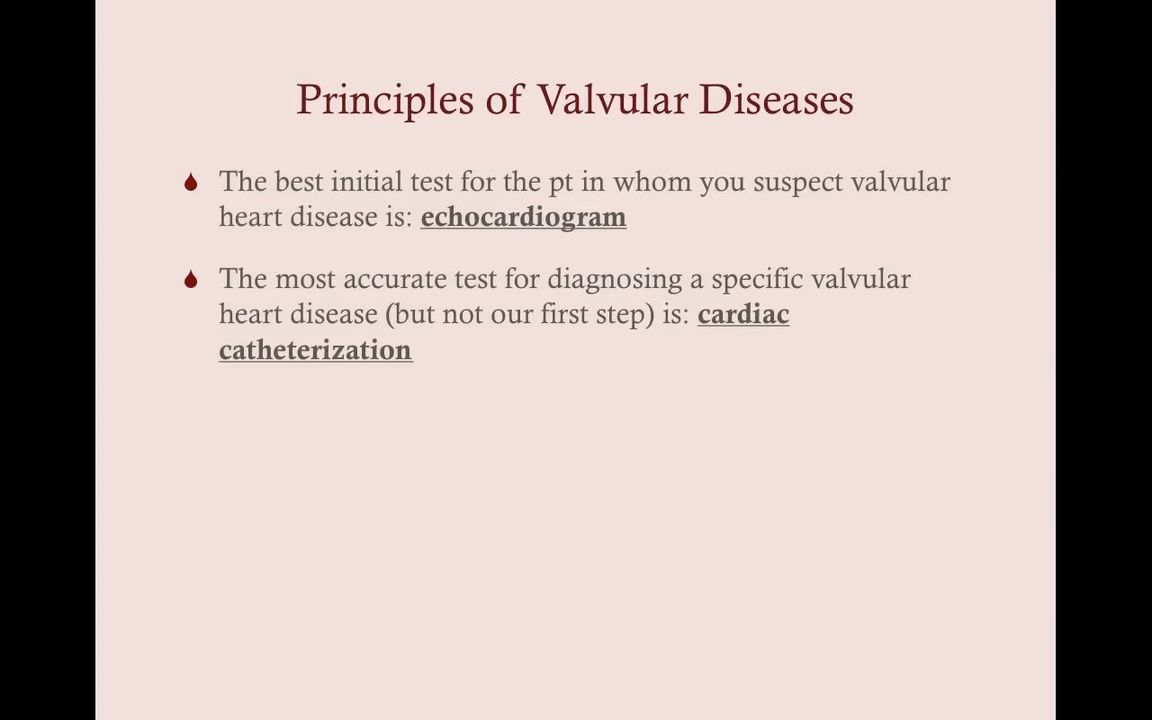 Principles of Valvular Diseases
The best initial test for the pt in whom you suspect valvular
heart disease is: echocardiogram
The most accurate test for diagnosing a specific valvular
heart disease (but not our first step) is: cardiac
catheterization